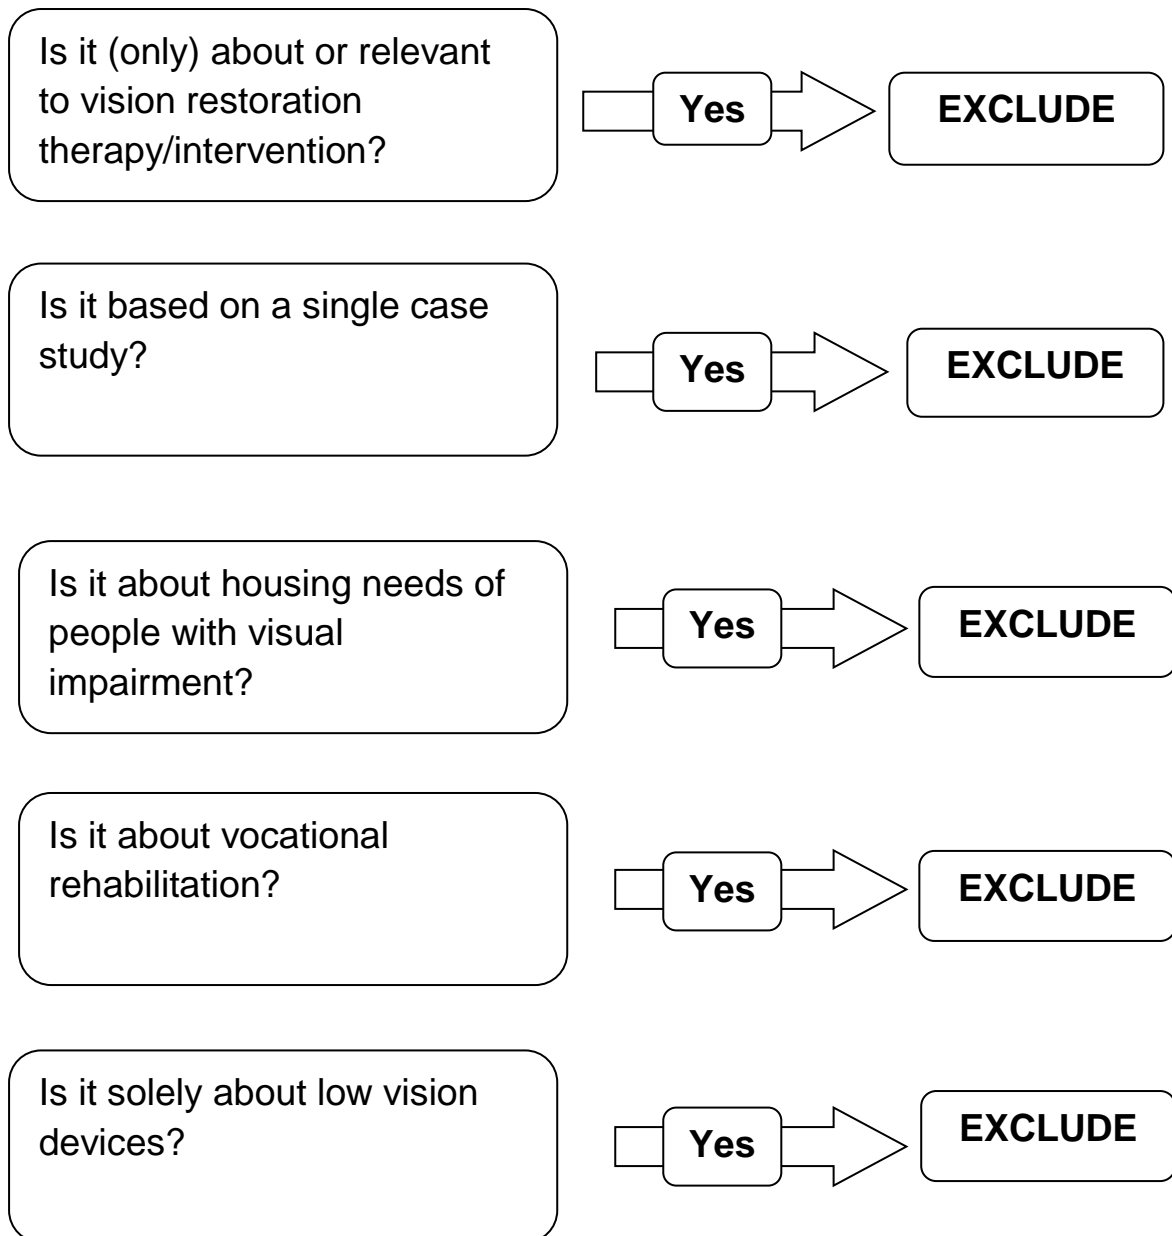 Is it (only) about or relevant
to vision restoration
therapy/intervention?
Yes
EXCLUDE
Is it based on a single case
study?
Yes
EXCLUDE
Is it about housing needs of
people with visual
impairment?
Yes
EXCLUDE
Is it about vocational
rehabilitation?
Yes
EXCLUDE
Is it solely about low vision
devices?
Yes
EXCLUDE